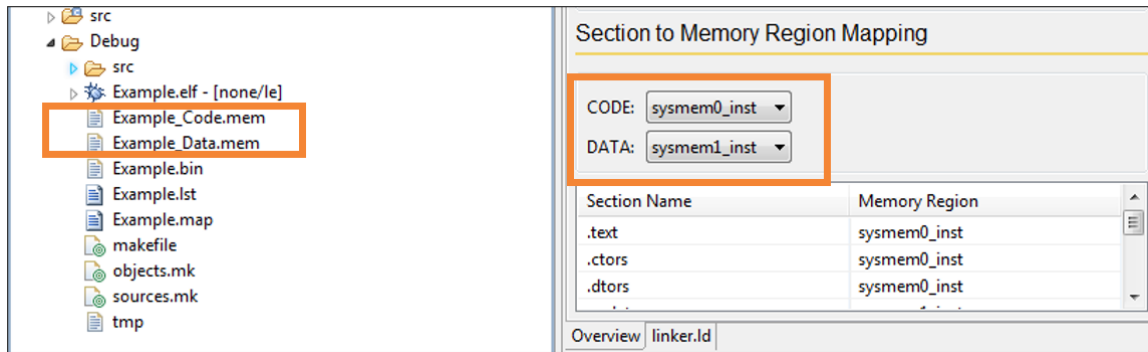 src
Debug
src
Example.elf - [none/le]
Example_Code.mem
Example_Data.mem
Example.bin
Example.lst
Example.map
makefile
objects.mk
sources.mk
tmp
Section to Memory Region Mapping
CODE: sysmem0_inst
DATA: sysmem1_inst
Section Name Memory Region
.text sysmem0_inst
.ctors sysmem0_inst
.dtors sysmem0_inst
Overview linker.ld